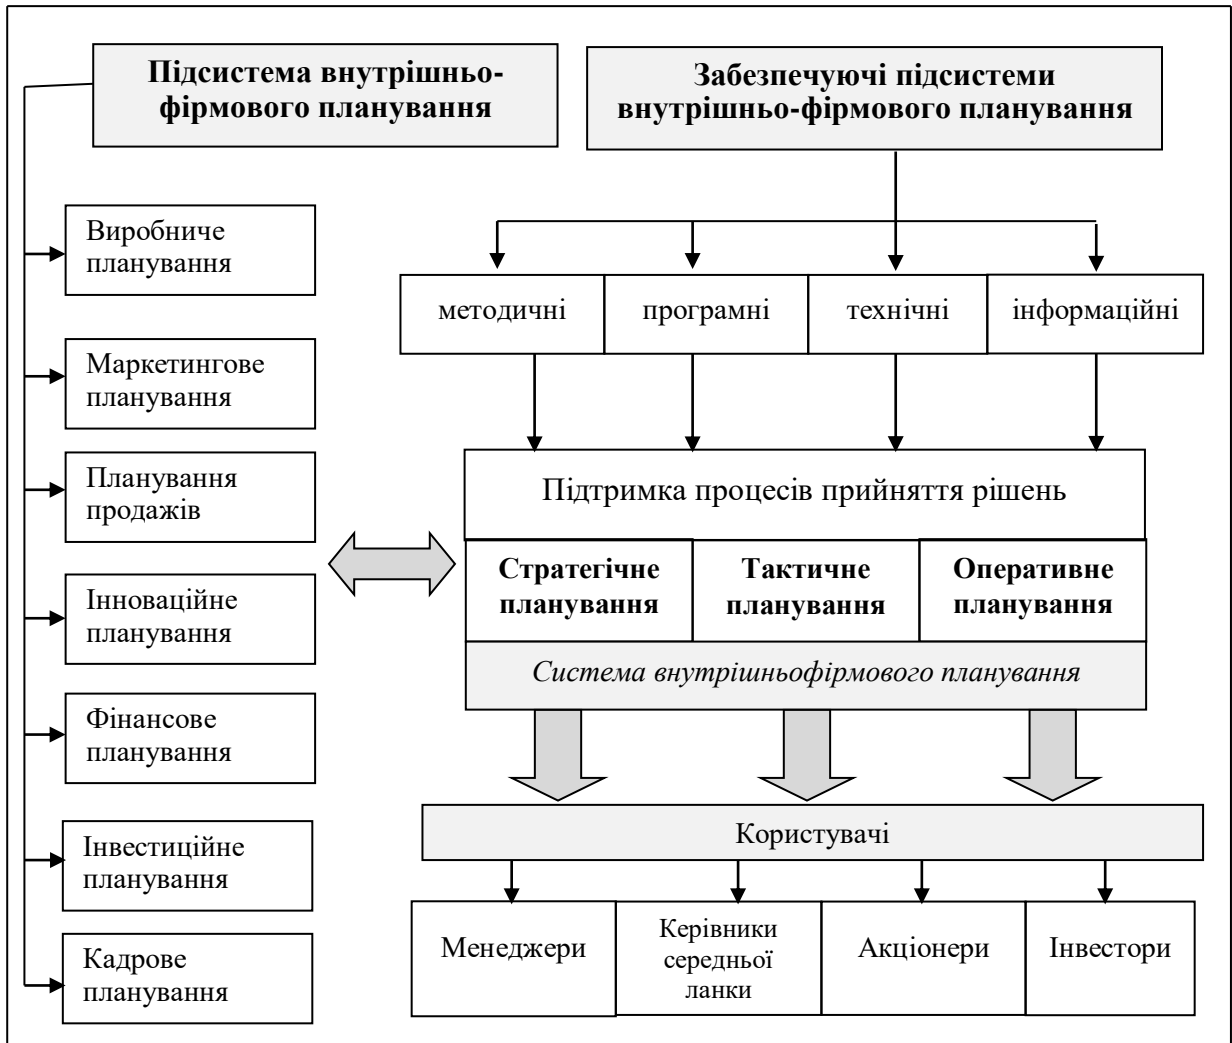 Підсистема внутрішньо-
фірмового планування
Забезпечуючі підсистеми
внутрішньо-фірмового планування
Виробниче
планування
Маркетингове
планування
Планування
продажів
Інноваційне
планування
Фінансове
планування
Інвестиційне
планування
Кадрове
планування
методичні
програмні
технічні
інформаційні
Підтримка процесів прийняття рішень
Стратегічне
планування
Тактичне
планування
Оперативне
планування
Система внутрішньофірмового планування
Користувачі
Менеджери
Керівники
середньої
ланки
Акціонери
Інвестори